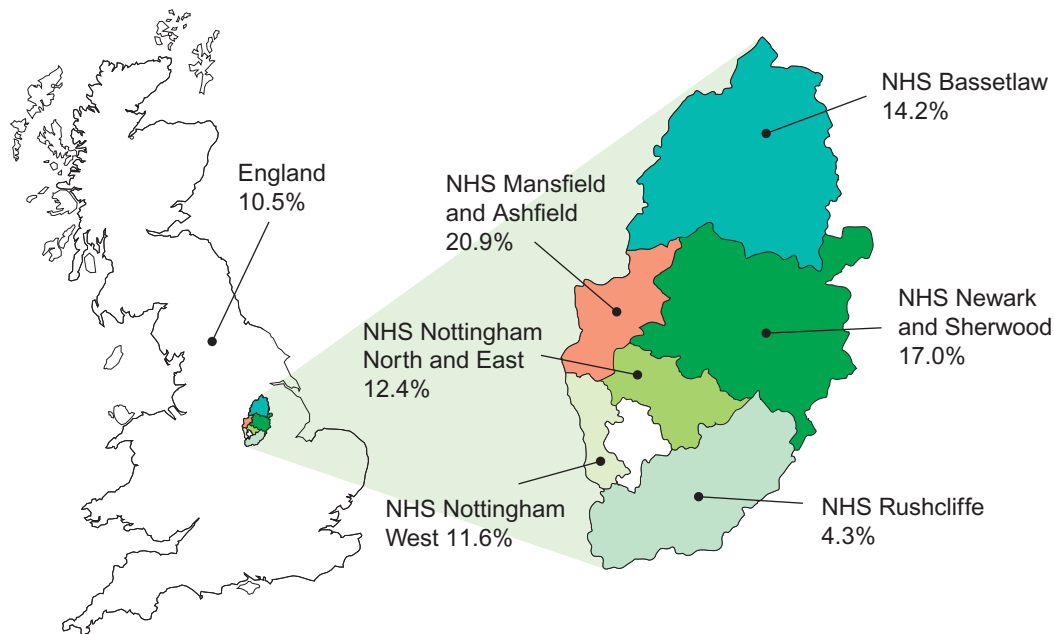 England
10.5%
NHS Bassetlaw
14.2%
NHS Mansfield
and Ashfield
20.9%
NHS Newark
and Sherwood
17.0%
NHS Nottingham
North and East
12.4%
NHS Nottingham
West 11.6%
NHS Rushcliffe
4.3%